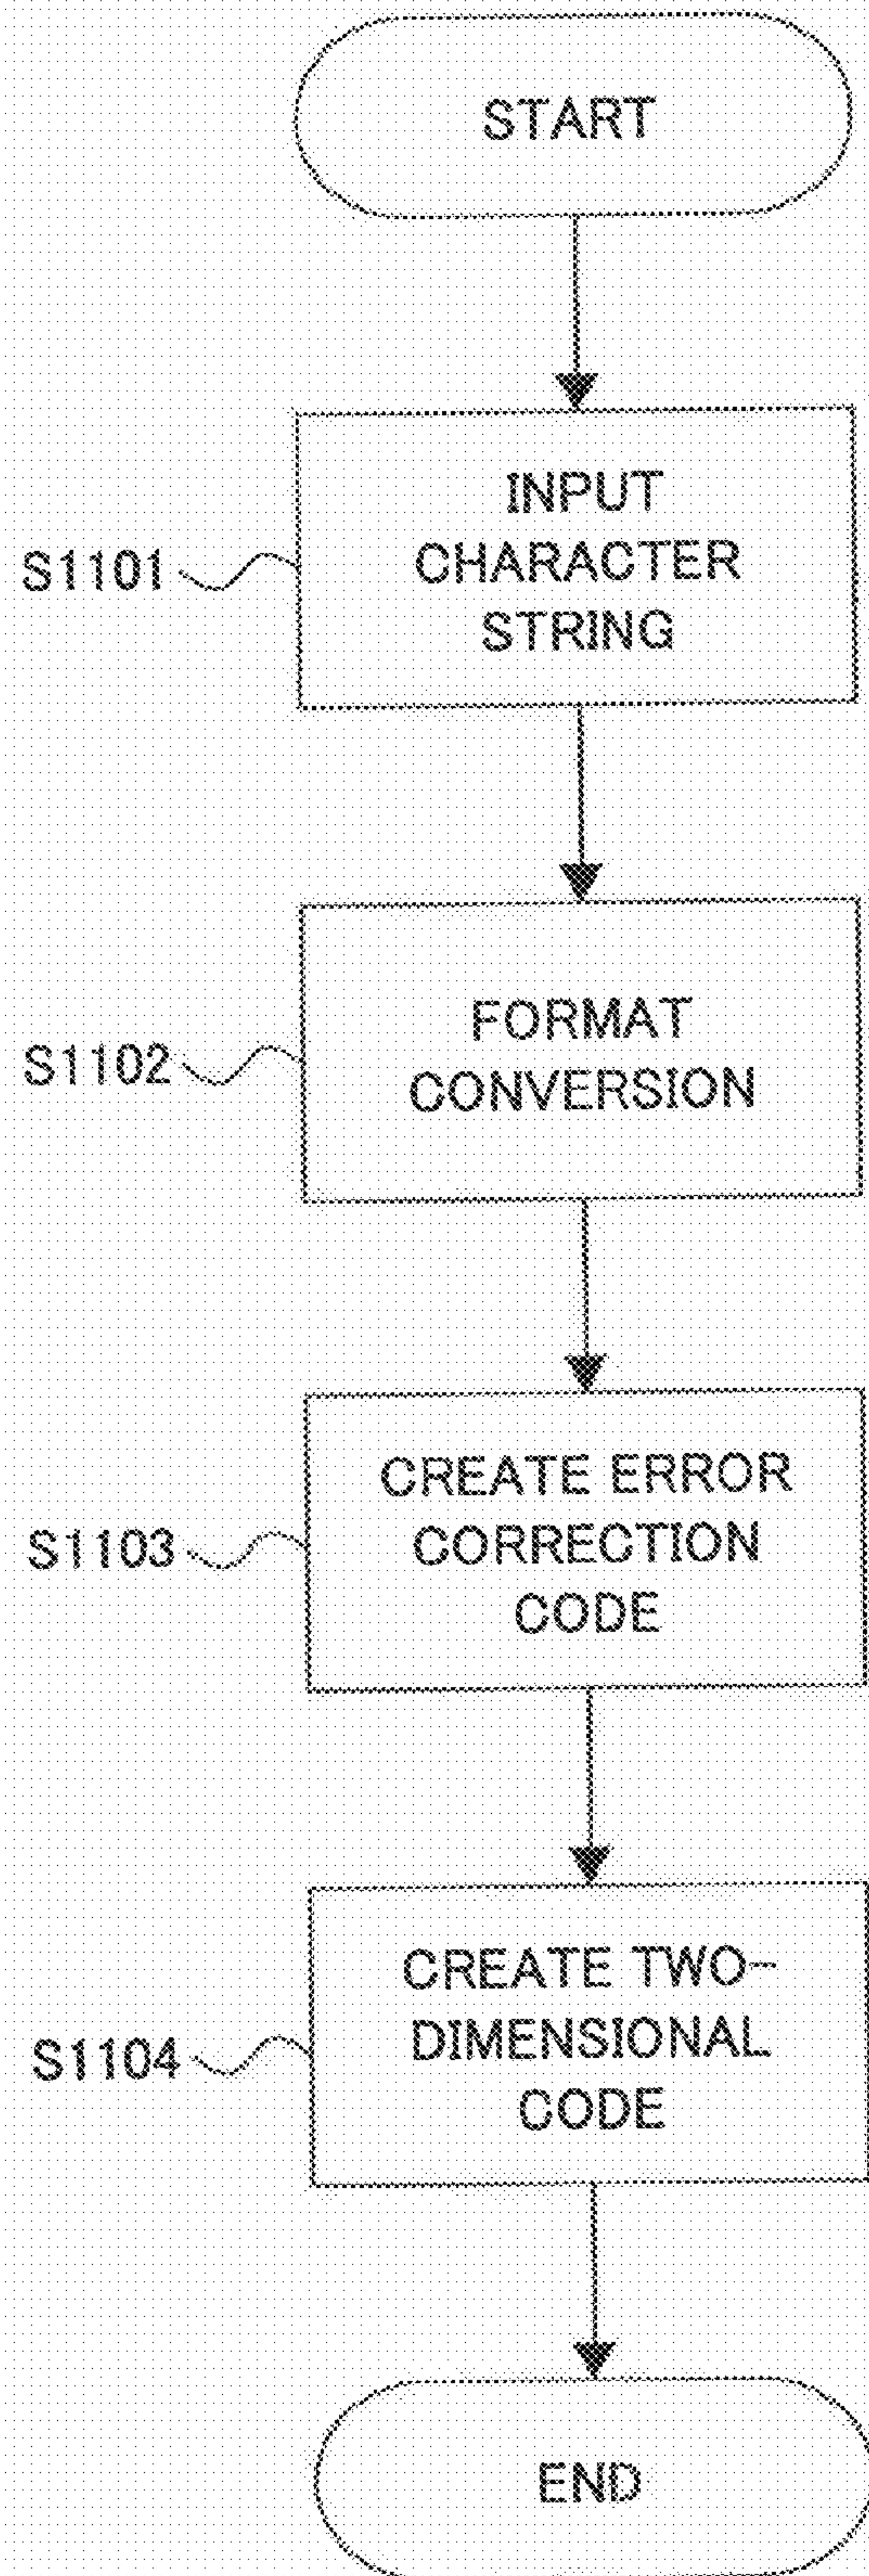 START
INPUT
CHARACTER
STRING
S1101
FORMAT
CONVERSION
S1102
CREATE ERROR
CORRECTION
CODE
S1103
CREATE TWO-
DIMENSIONAL
CODE
S1104
END